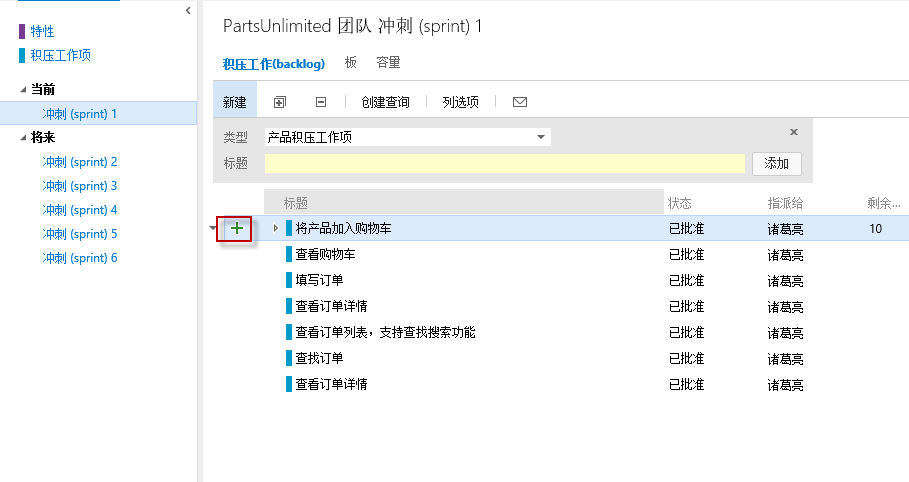 特性
积压工作项
当前
冲刺 (sprint) 1
将来
冲刺 (sprint) 2
冲刺 (sprint) 3
冲刺 (sprint) 4
冲刺 (sprint) 5
冲刺 (sprint) 6
PartsUnlimited 团队 冲刺 (sprint) 1
积压工作(backlog) 板 容量
新建 创建查询 列选项
类型 产品积压工作项
标题 添加
标题 状态 指派给 剩余...
将产品加入购物车 已批准 诸葛亮 10
查看购物车 已批准 诸葛亮
填写订单 已批准 诸葛亮
查看订单详情 已批准 诸葛亮
查看订单列表，支持查找搜索功能 已批准 诸葛亮
查找订单 已批准 诸葛亮
查看订单详情 已批准 诸葛亮